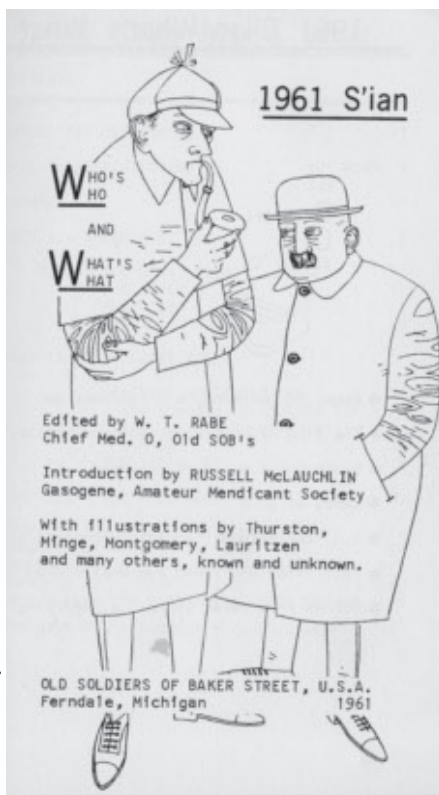 1961 S'ian
WHO'S
WHO
AND
WHAT'S
WHAT
Edited by W. T. RABE
Chief Med. O, Old SOB's
Introduction by RUSSELL McLAUCHLIN
Gasogene, Amateur Mendicant Society
With illustrations by Thurston,
Minge, Montgomery, Lauritzen
and many others, known and unknown.
OLD SOLDIERS OF BAKER STREET, U.S.A.
Ferndale, Michigan 1961